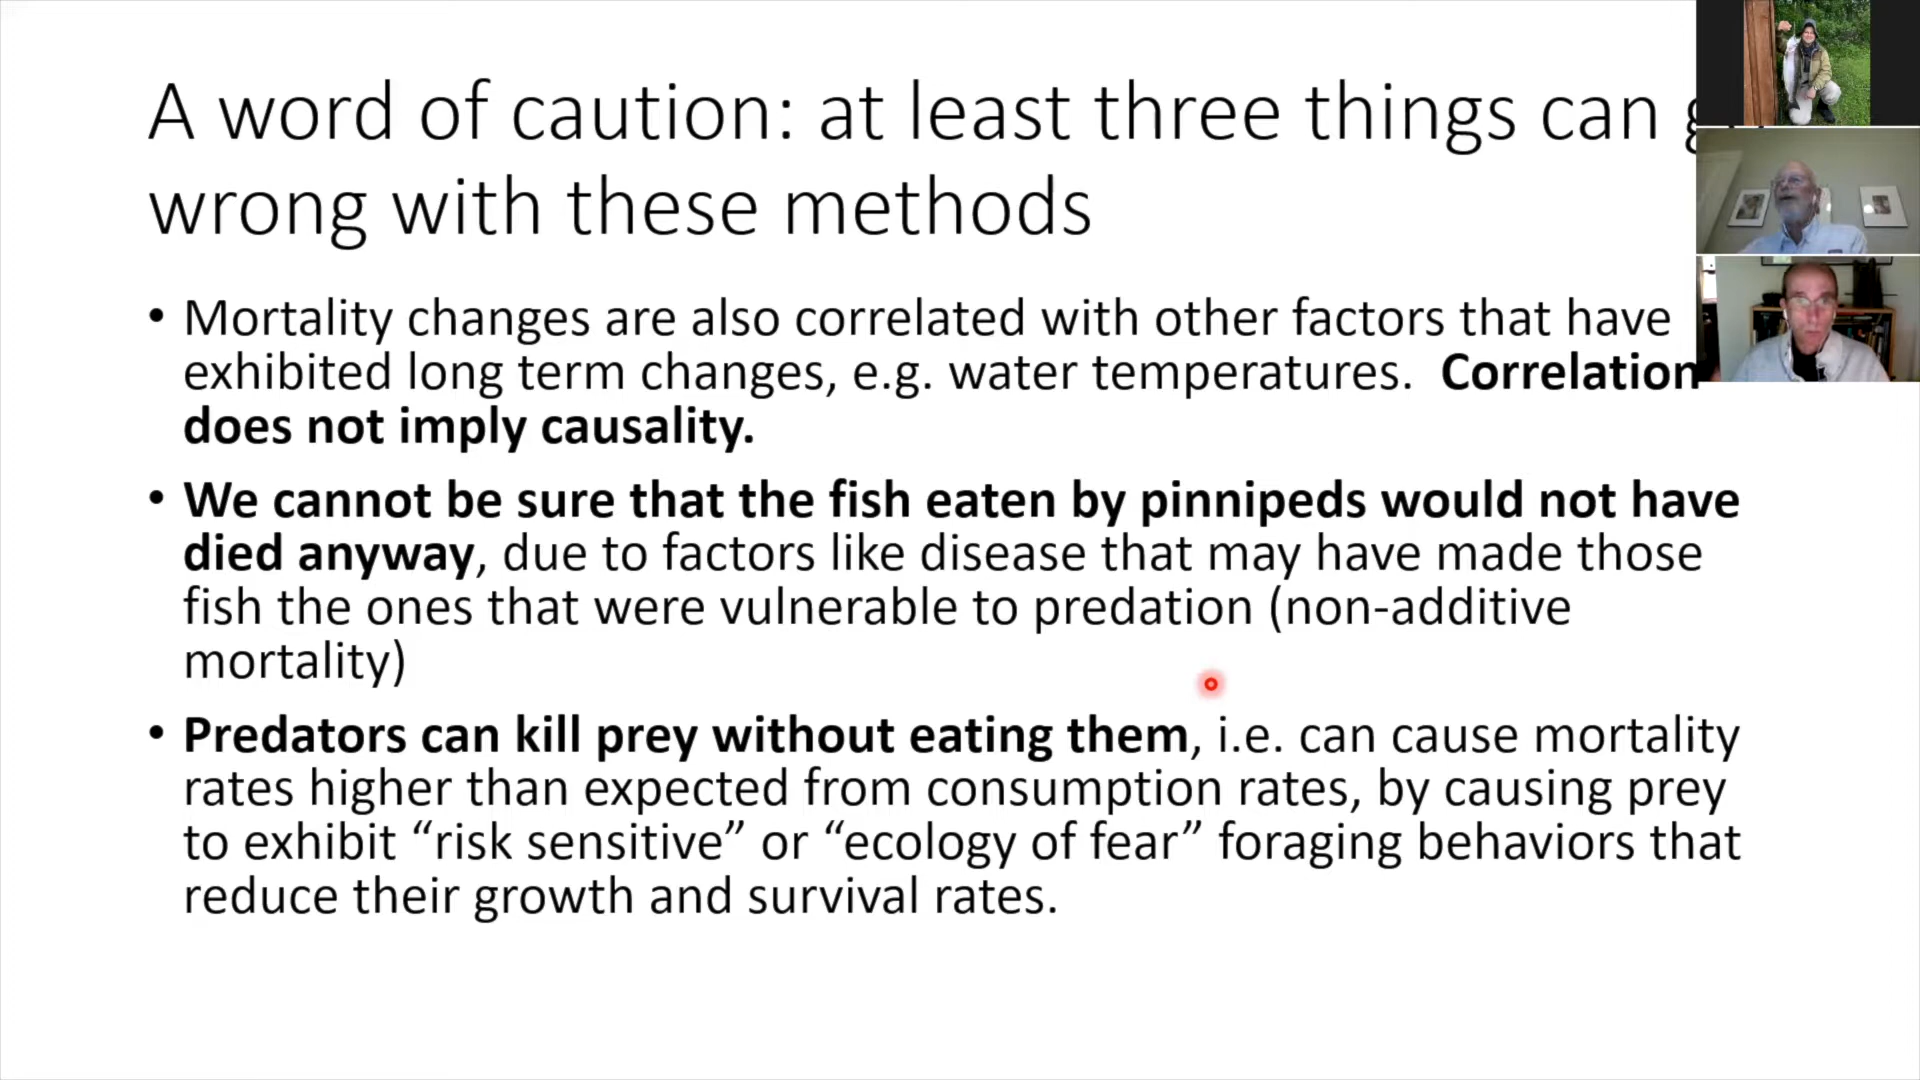 A word of caution: at least three things can
wrong with these methods
• Mortality changes are also correlated with other factors that have
exhibited long term changes, e.g. water temperatures. Correlation
does not imply causality.
• We cannot be sure that the fish eaten by pinnipeds would not have
died anyway, due to factors like disease that may have made those
fish the ones that were vulnerable to predation (non-additive
mortality)
• Predators can kill prey without eating them, i.e. can cause mortality
rates higher than expected from consumption rates, by causing prey
to exhibit “risk sensitive” or “ecology of fear” foraging behaviors that
reduce their growth and survival rates.